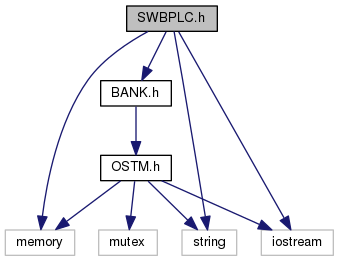 SWBPLC.h
BANK.h
OSTM.h
memory
mutex
string
iostream